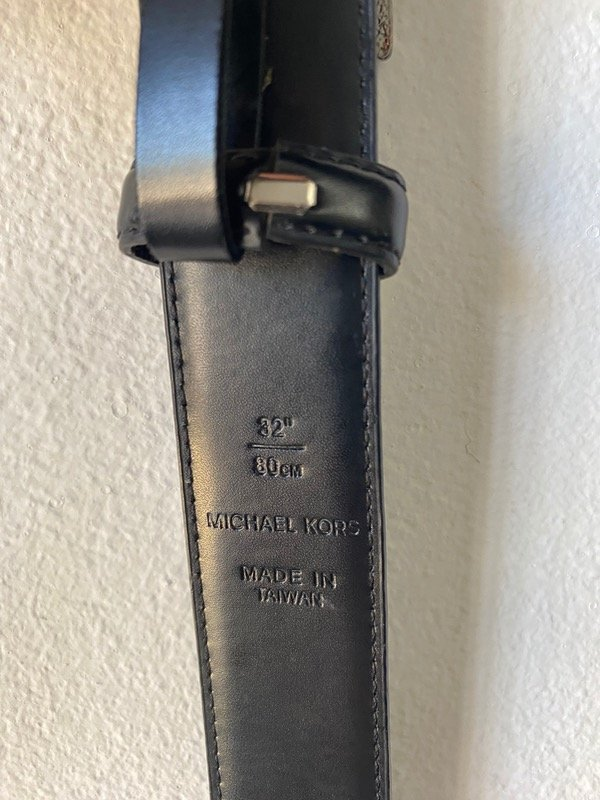 32"
80CM
MICHAEL KORS
MADE IN
TAIWAN